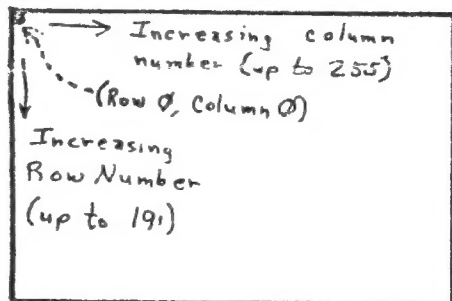 Increasing column
number (up to 255)
(Row Ø, Column Ø)
Increasing
Row Number
(up to 191)